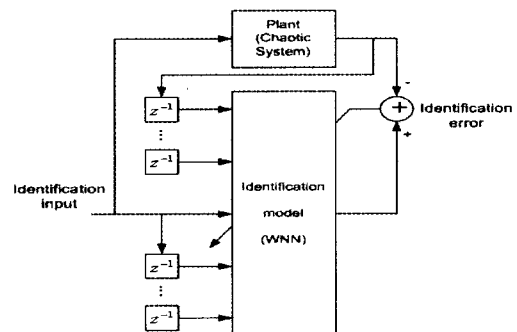 Plant
(Chaotic
System)
-
z⁻¹
+
Identification
error
+
⋮
z⁻¹
Identification
input
Identification
model
(WNN)
z⁻¹
⋮
z⁻¹